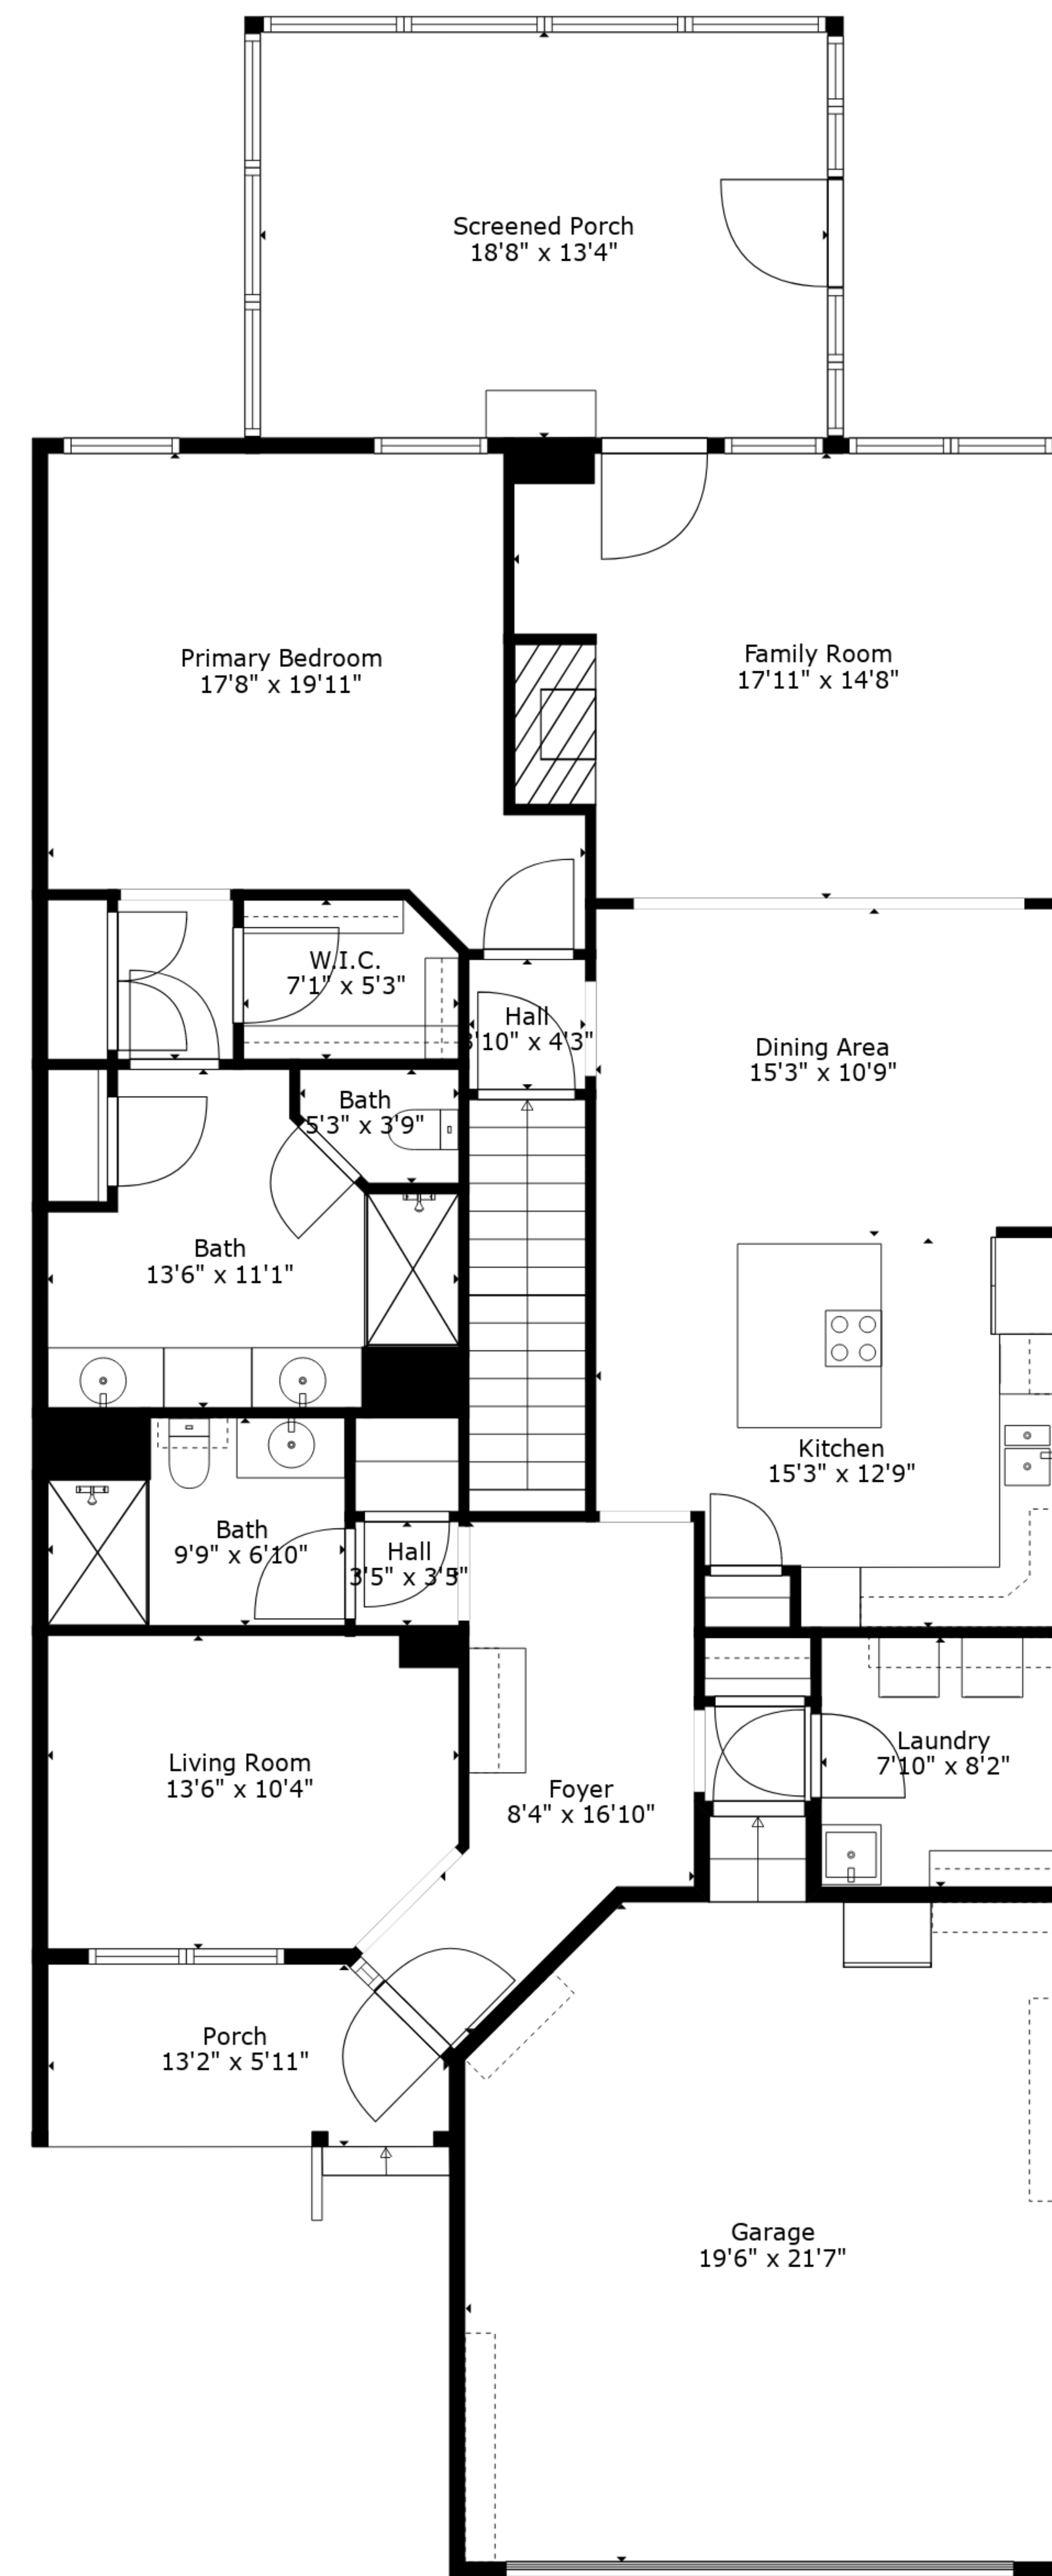 Screened Porch
18'8" x 13'4"
Primary Bedroom
17'8" x 19'11"
Family Room
17'11" x 14'8"
W.I.C.
7'1" x 5'3"
Hall
3'10" x 4'3"
Dining Area
15'3" x 10'9"
Bath
5'3" x 3'9"
Bath
13'6" x 11'1"
Kitchen
15'3" x 12'9"
Bath
9'9" x 6'10"
Hall
3'5" x 3'5"
Laundry
7'10" x 8'2"
Living Room
13'6" x 10'4"
Foyer
8'4" x 16'10"
Porch
13'2" x 5'11"
Garage
19'6" x 21'7"